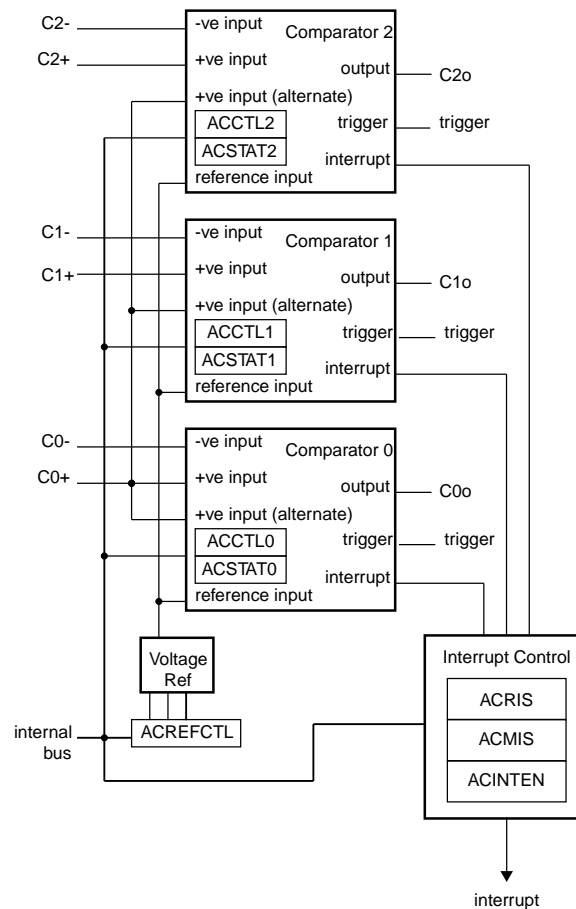 C2-
-ve input
Comparator 2
C2+
+ve input
output
C2o
+ve input (alternate)
ACCTL2
trigger
trigger
ACSTAT2
interrupt
reference input
C1-
-ve input
Comparator 1
C1+
+ve input
output
C1o
+ve input (alternate)
ACCTL1
trigger
trigger
ACSTAT1
interrupt
reference input
C0-
-ve input
Comparator 0
C0+
+ve input
output
C0o
+ve input (alternate)
ACCTL0
trigger
trigger
ACSTAT0
interrupt
reference input
Voltage
Ref
Interrupt Control
ACRIS
internal
bus
ACREFCTL
ACMIS
ACINTEN
interrupt